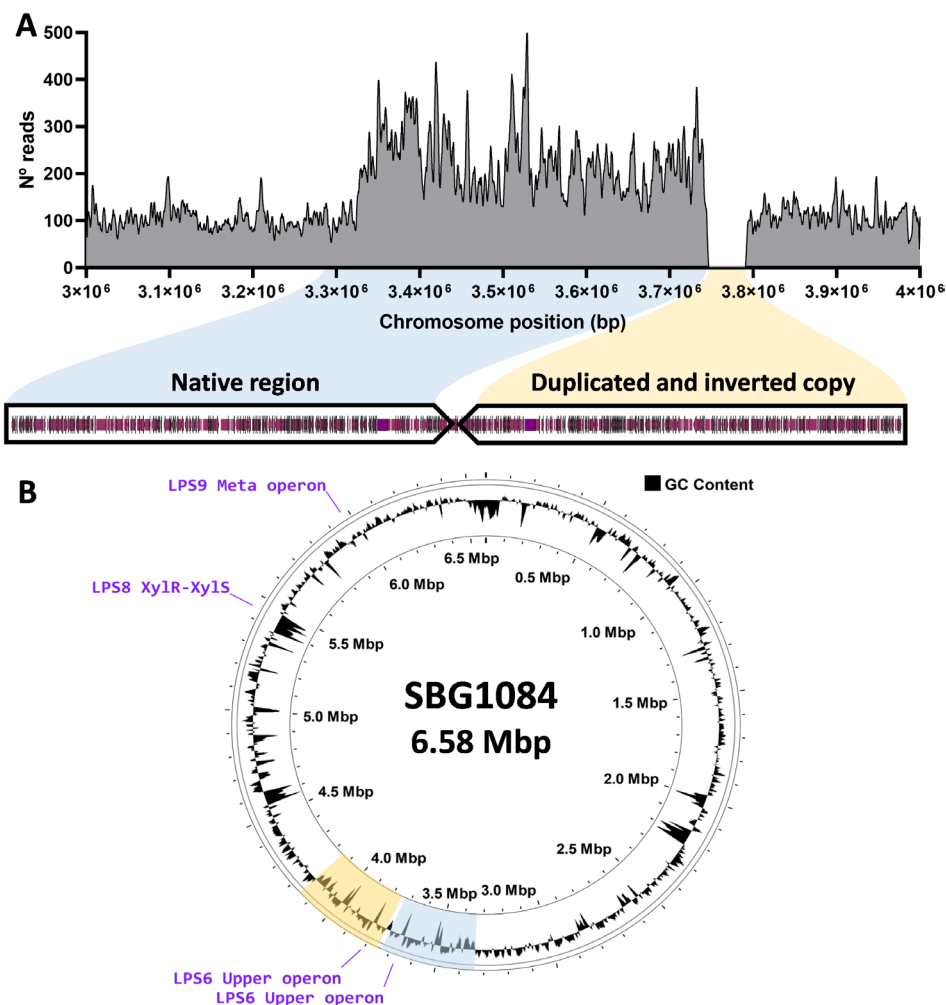 A
500
400
300
200
100
0
Nº reads
3×10⁶
3.1×10⁶
3.2×10⁶
3.3×10⁶
3.4×10⁶
3.5×10⁶
3.6×10⁶
3.7×10⁶
3.8×10⁶
3.9×10⁶
4×10⁶
Chromosome position (bp)
Native region
Duplicated and inverted copy
B
GC Content
LPS9 Meta operon
LPS8 XylR-XylS
6.5 Mbp
0.5 Mbp
1.0 Mbp
1.5 Mbp
2.0 Mbp
2.5 Mbp
3.0 Mbp
3.5 Mbp
4.0 Mbp
4.5 Mbp
5.0 Mbp
5.5 Mbp
6.0 Mbp
SBG1084
6.58 Mbp
LPS6 Upper operon
LPS6 Upper operon